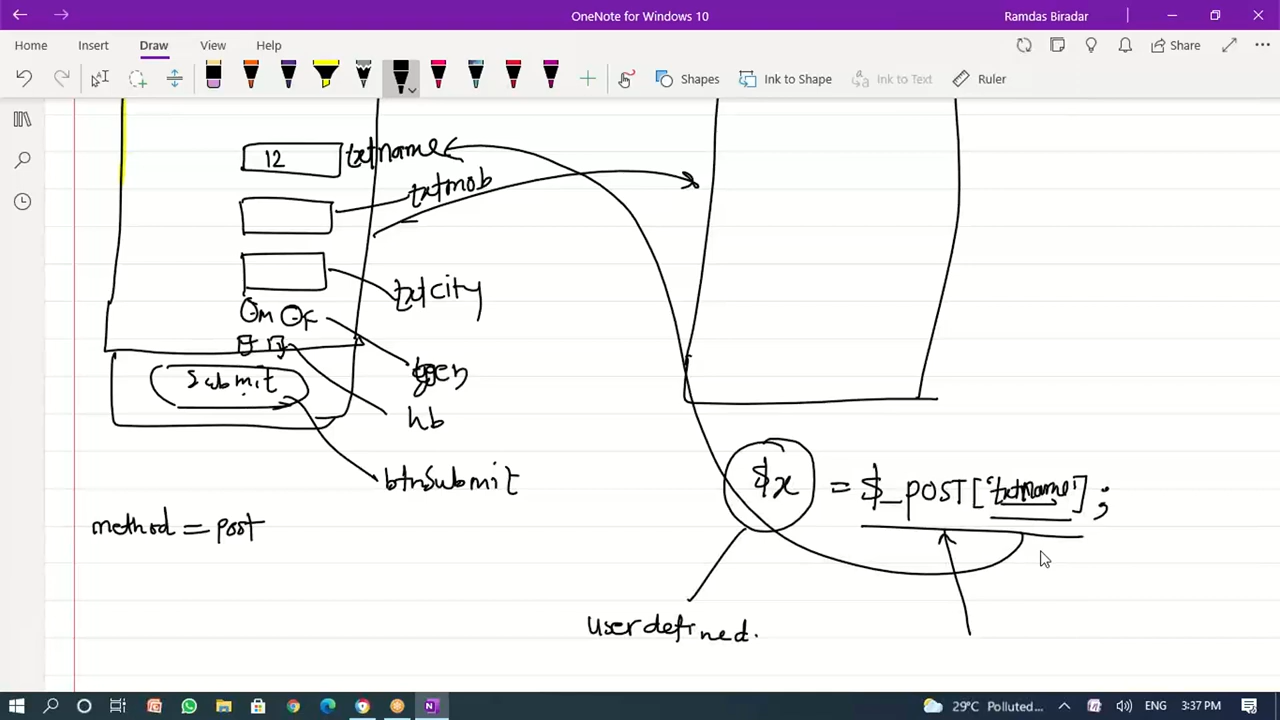 OneNote for Windows 10
Ramdas Biradar
Home Insert Draw View Help
Share
Shapes Ink to Shape Ink to Text Ruler
12 txtname
txtmob
txtcity
M F
gen
Submit
hb
btnSubmit
method = post
$x = $_POST['txtname'];
userdefined.
29°C Polluted... ENG 3:37 PM